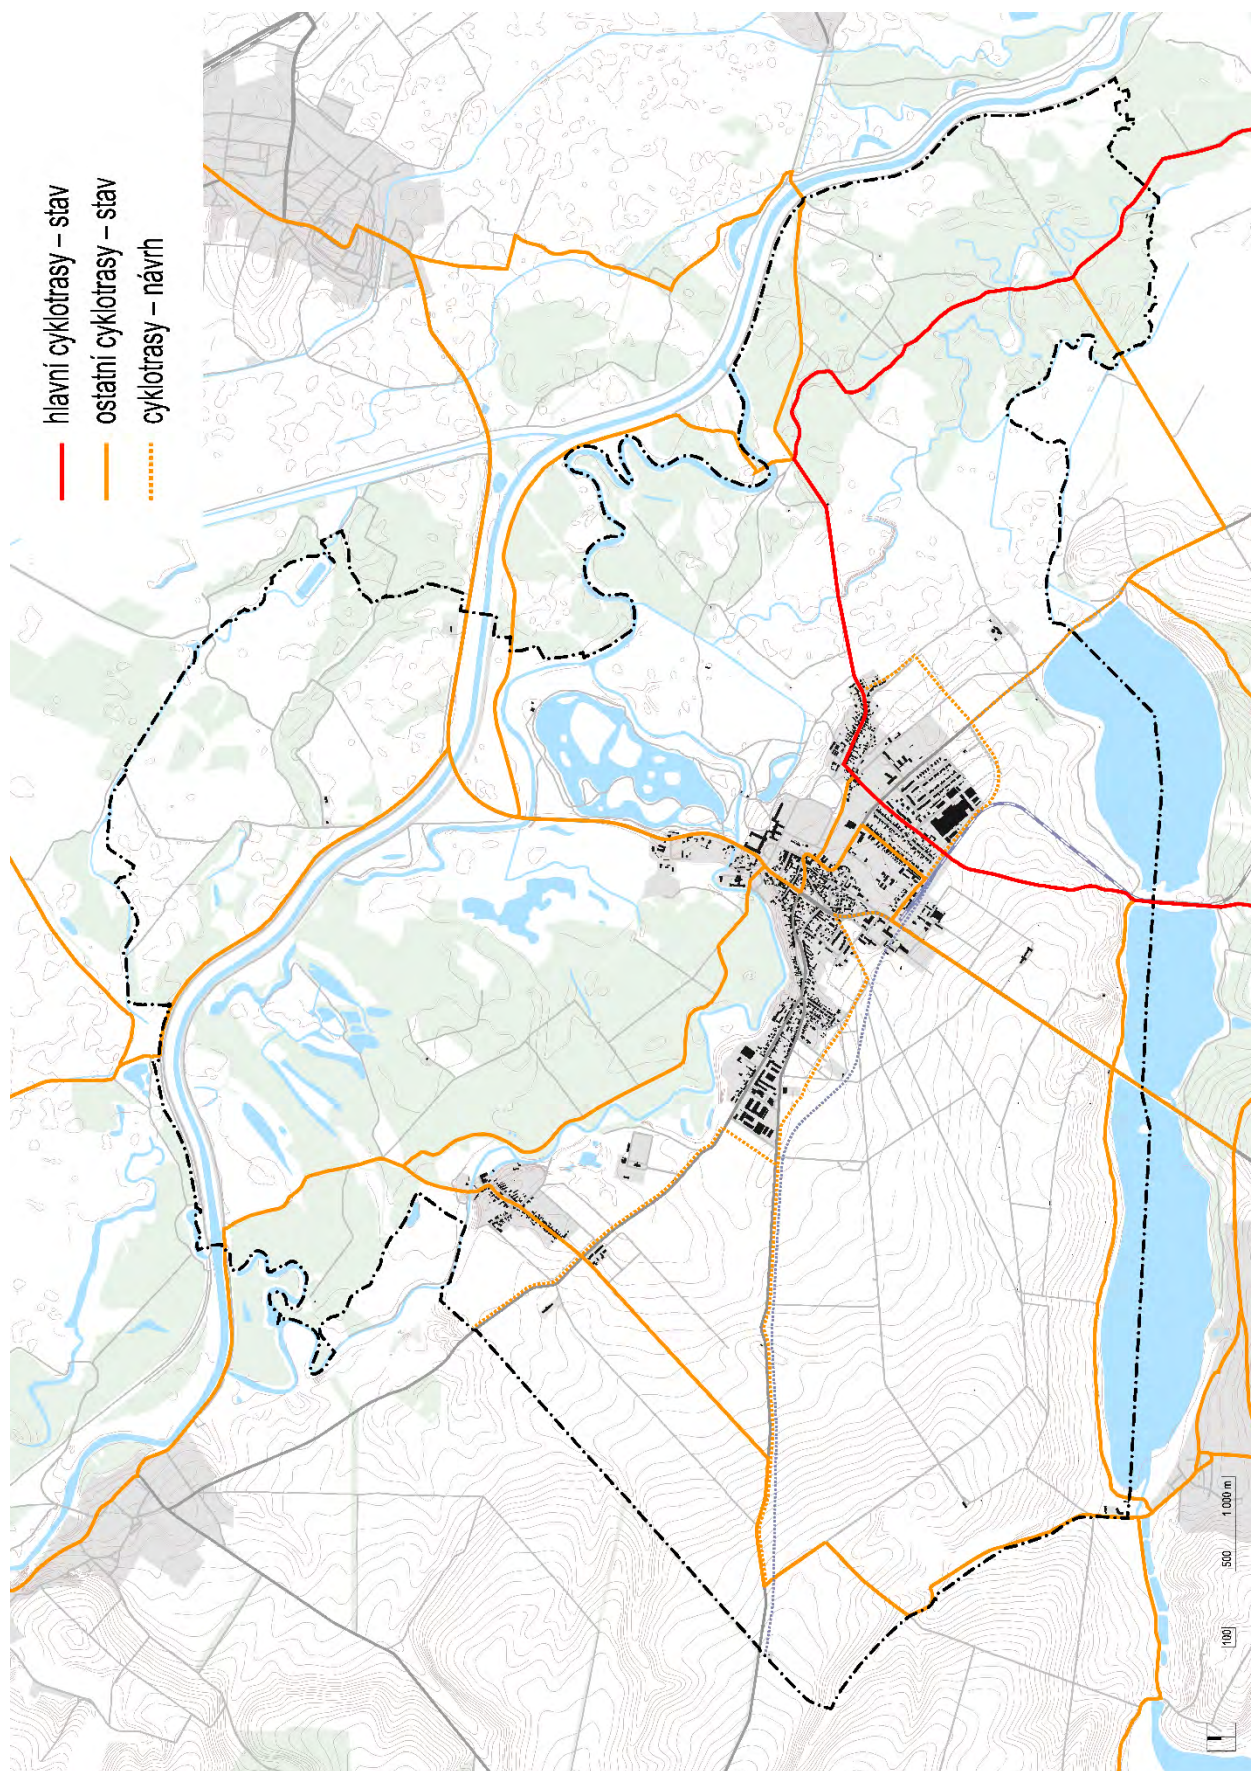 hlavní cyklotrasy – stav
ostatní cyklotrasy – stav
cyklotrasy – návrh
100
500
1 000 m